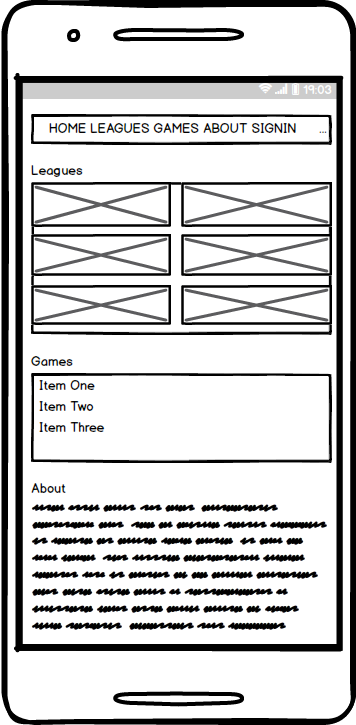 19:03
HOME LEAGUES GAMES ABOUT SIGNIN ...
Leagues
Games
Item One
Item Two
Item Three
About